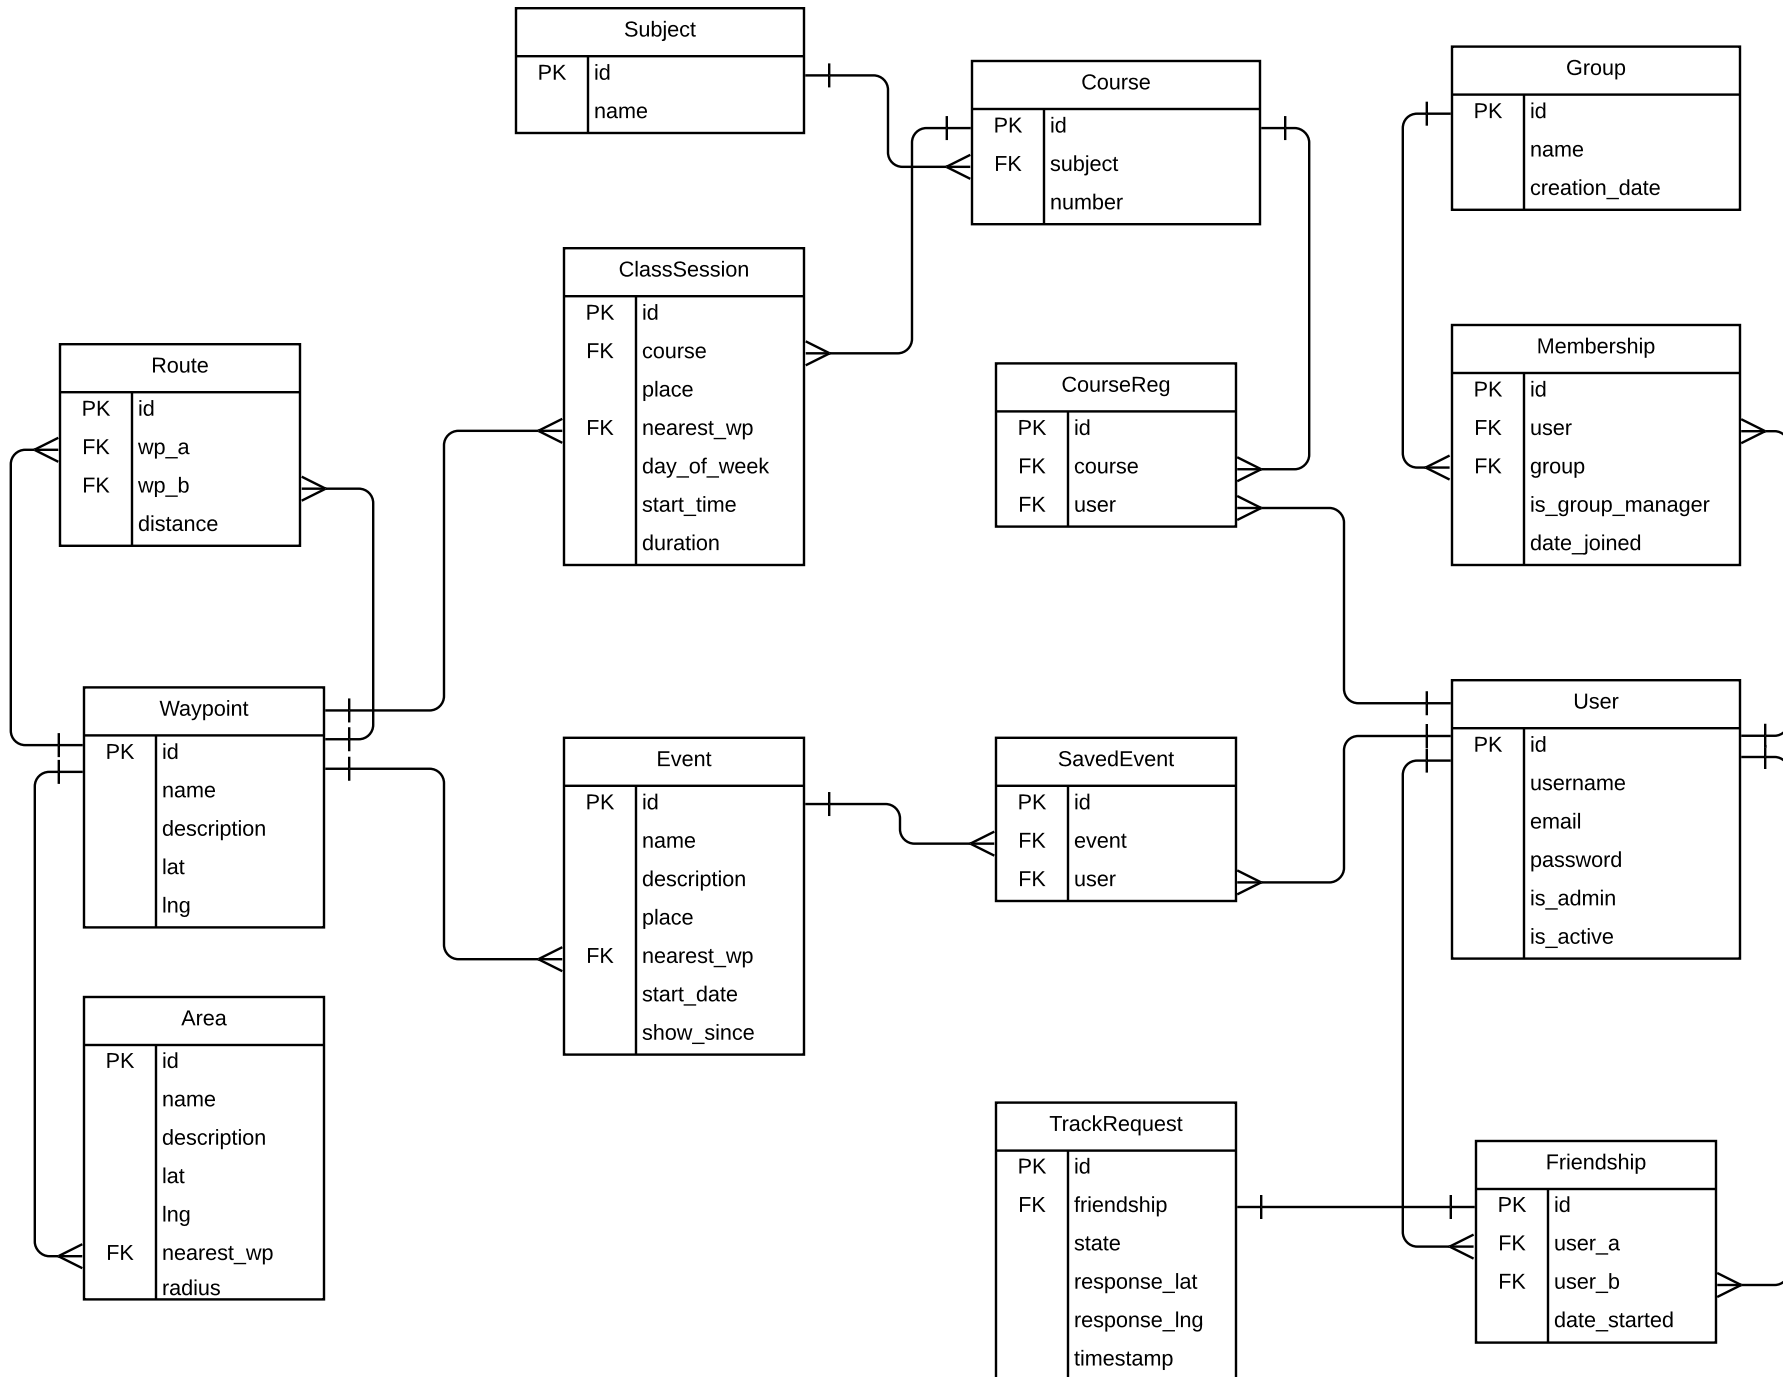 Subject
PK id
name
Course
PK id
FK subject
number
Group
PK id
name
creation_date
ClassSession
PK id
FK course
place
FK nearest_wp
day_of_week
start_time
duration
Route
PK id
FK wp_a
FK wp_b
distance
CourseReg
PK id
FK course
FK user
Membership
PK id
FK user
FK group
is_group_manager
date_joined
Waypoint
PK id
name
description
lat
lng
Event
PK id
name
description
place
FK nearest_wp
start_date
show_since
SavedEvent
PK id
FK event
FK user
User
PK id
username
email
password
is_admin
is_active
Area
PK id
name
description
lat
lng
FK nearest_wp
radius
TrackRequest
PK id
FK friendship
state
response_lat
response_lng
timestamp
Friendship
PK id
FK user_a
FK user_b
date_started